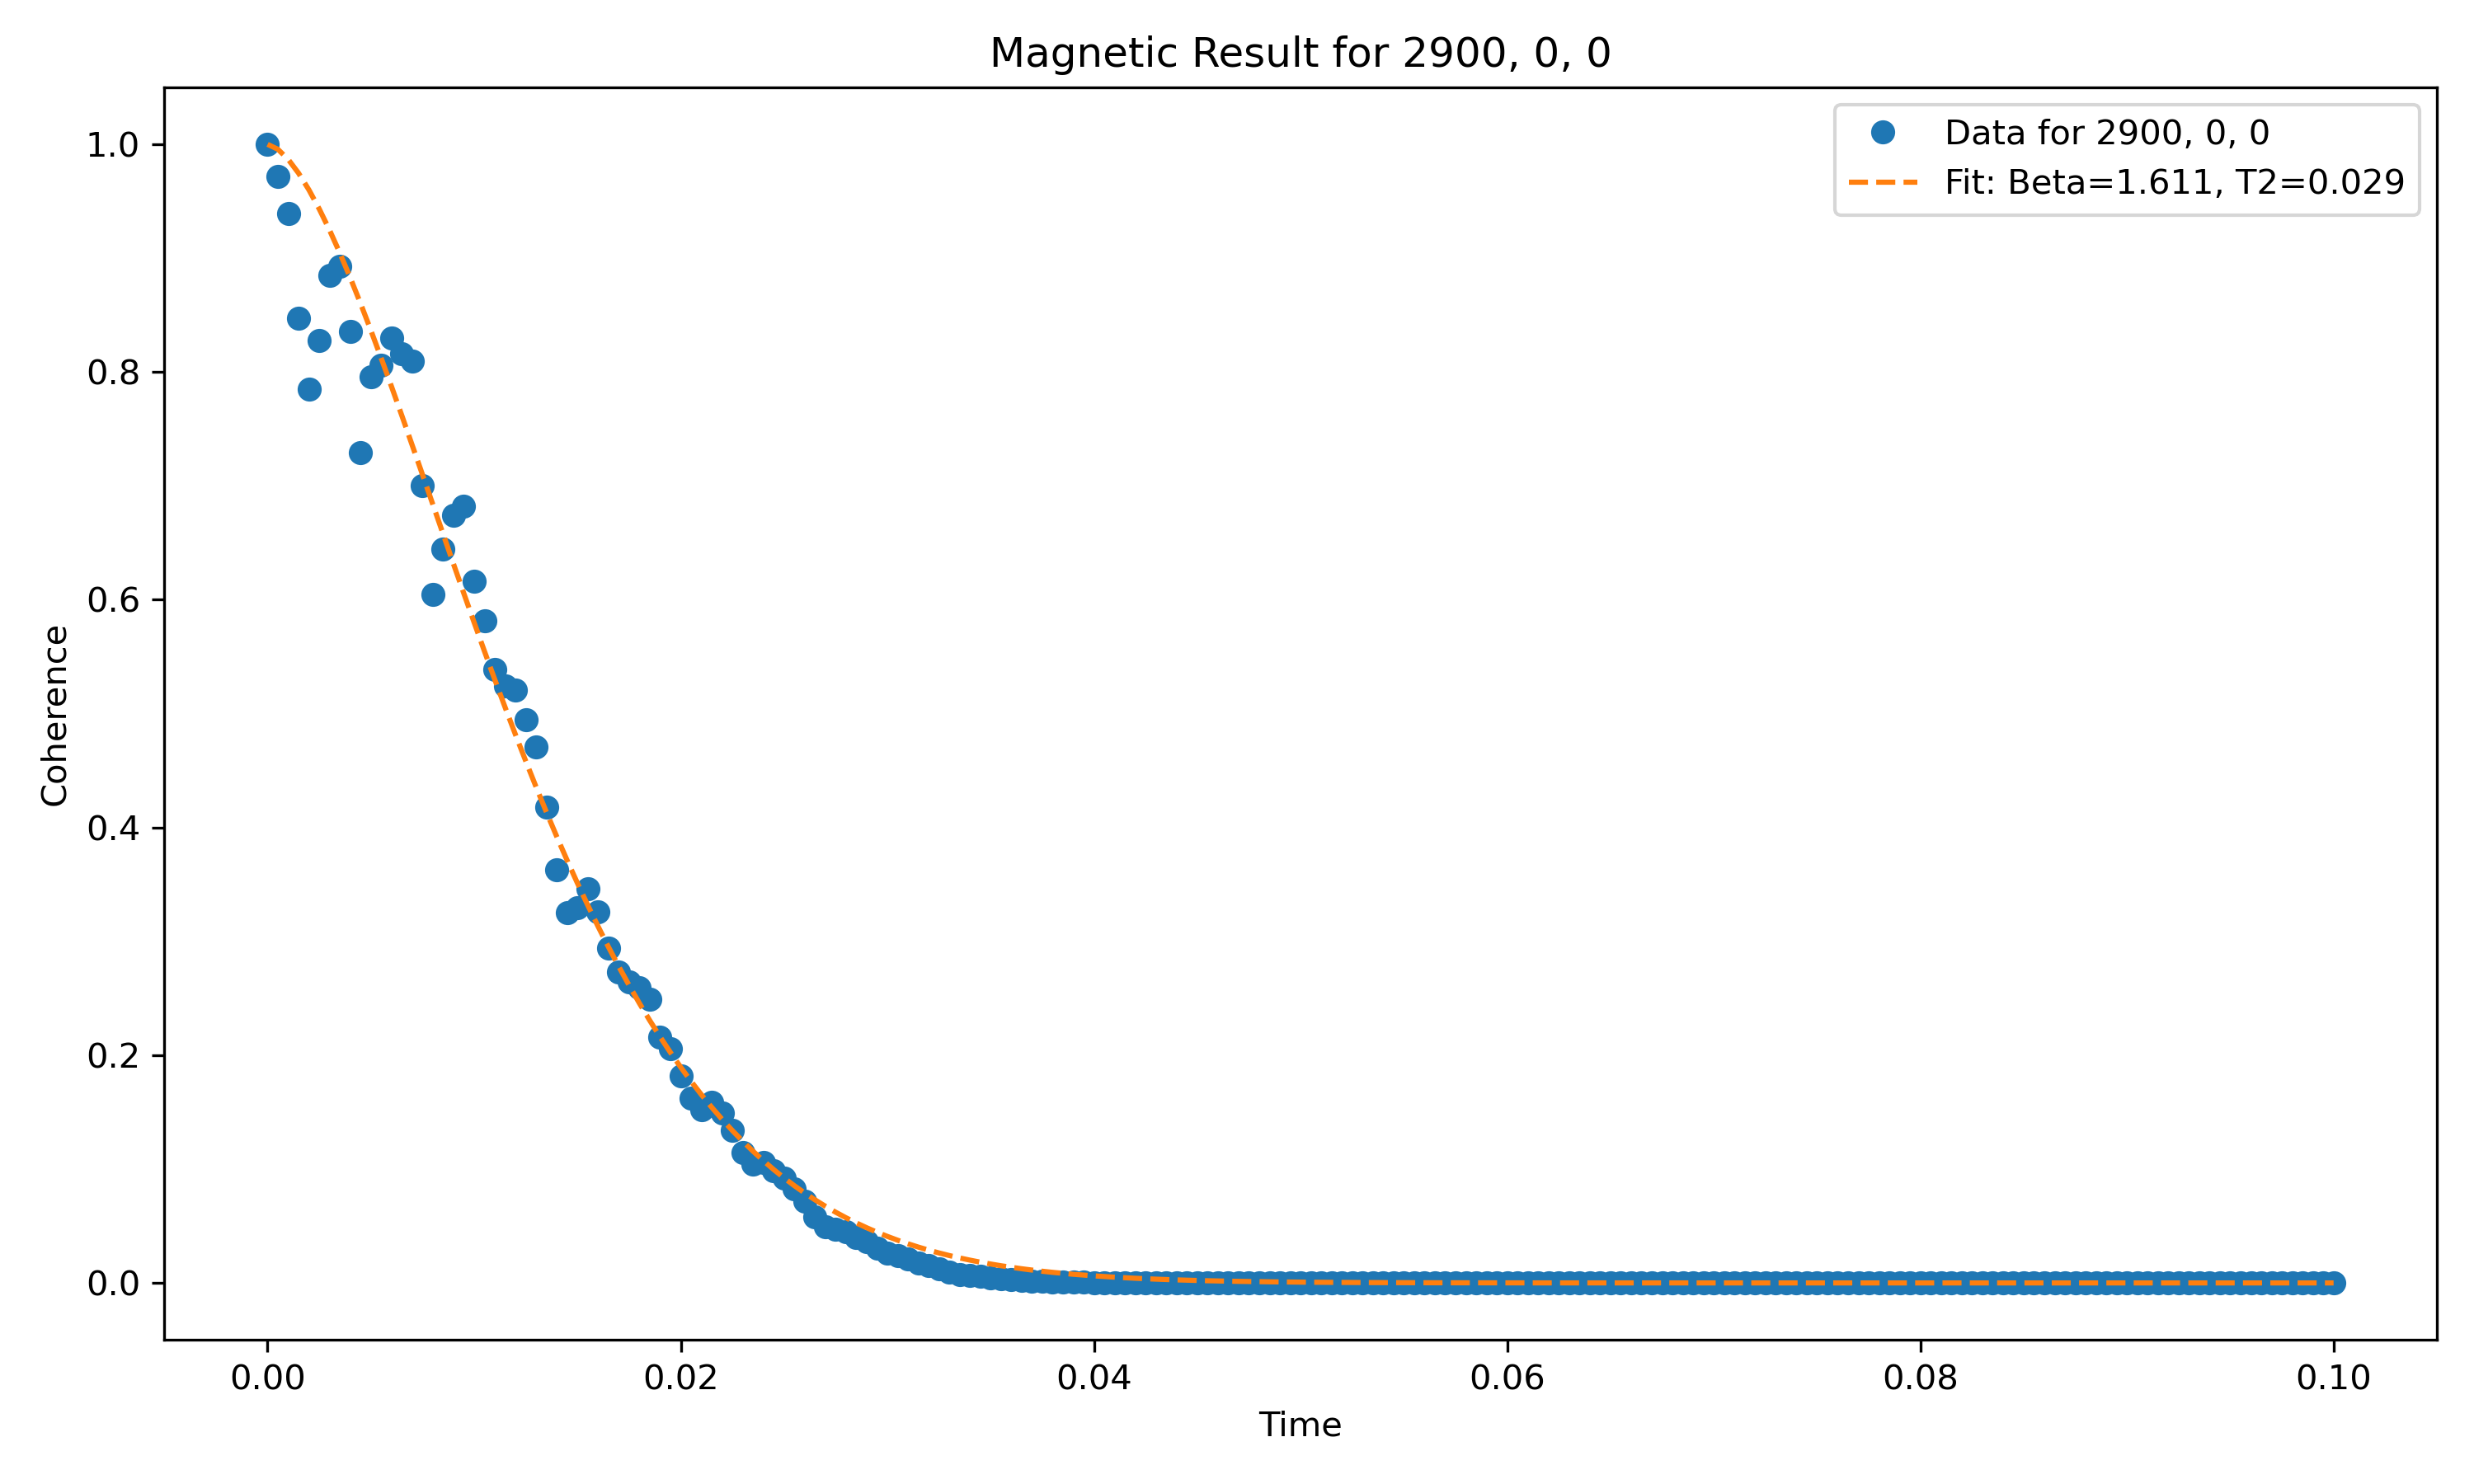 Magnetic Result for 2900, 0, 0
Data for 2900, 0, 0
Fit: Beta=1.611, T2=0.029
Coherence
1.0
0.8
0.6
0.4
0.2
0.0
0.00 0.02 0.04 0.06 0.08 0.10
Time